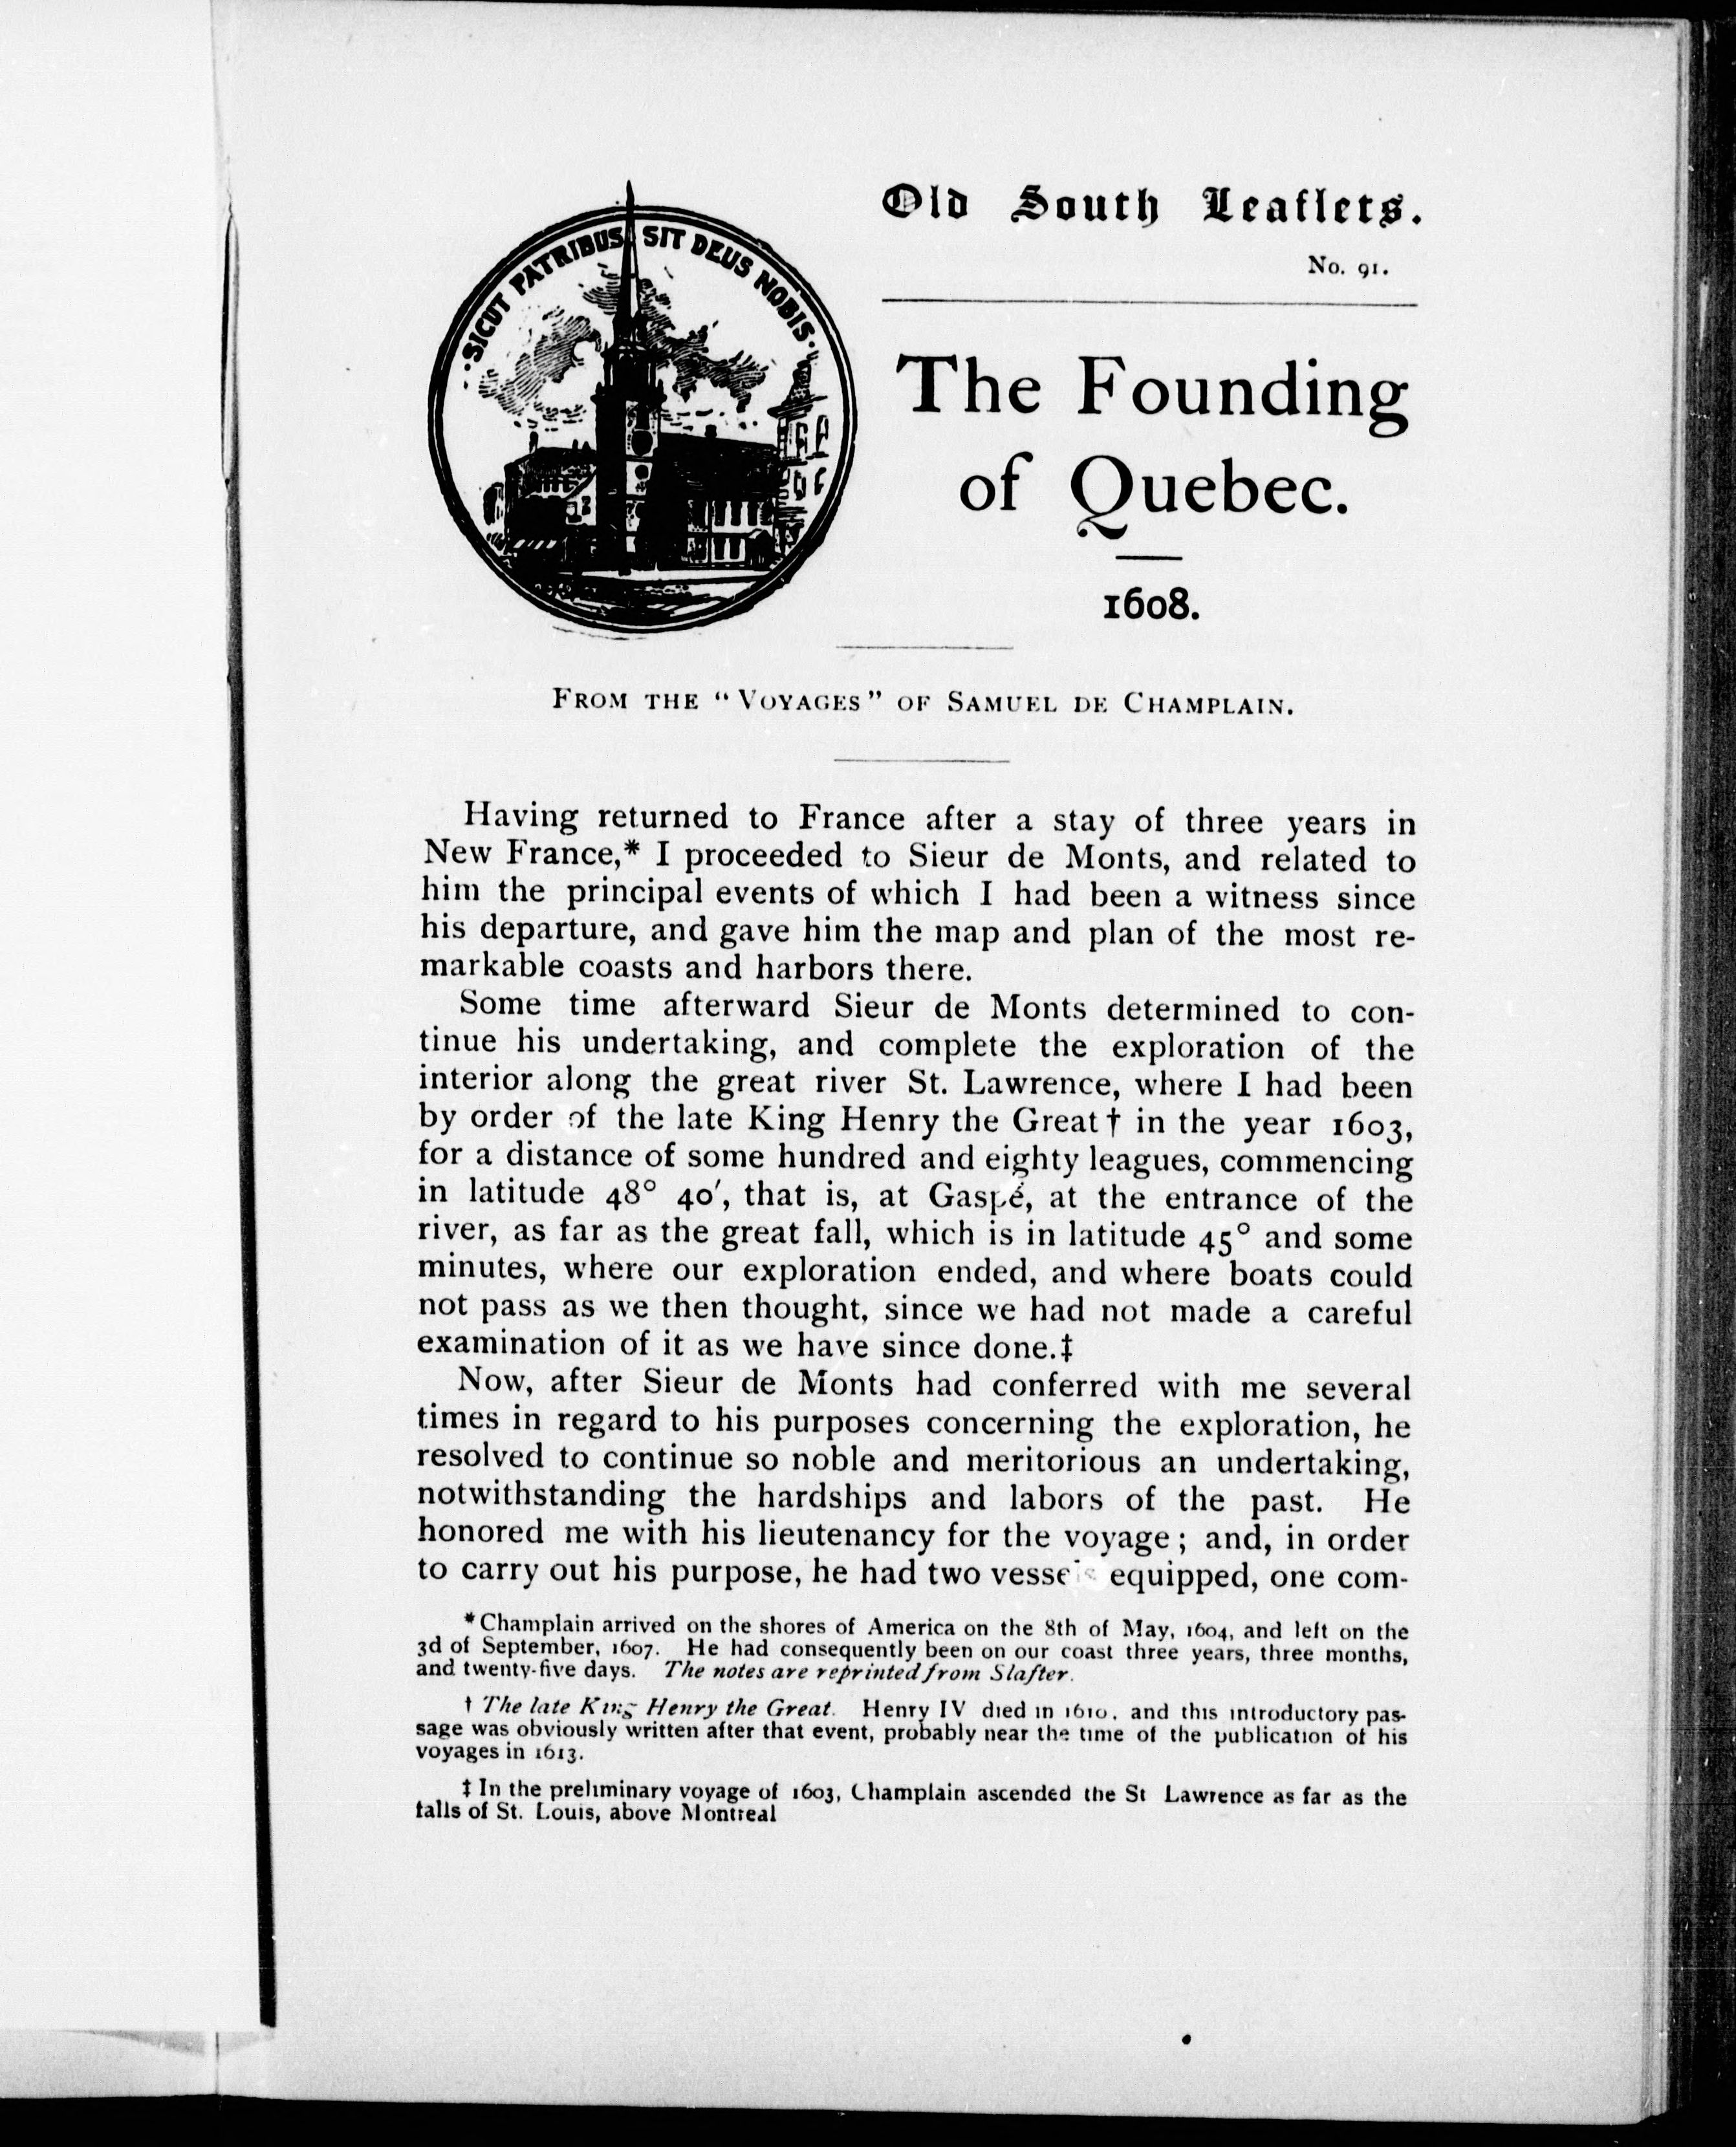 SICUT PATRIBUS SIT DEUS NOBIS
Old South Leaflets.
No. 91.
The Founding
of Quebec.
1608.
FROM THE "VOYAGES" OF SAMUEL DE CHAMPLAIN.
Having returned to France after a stay of three years in
New France,* I proceeded to Sieur de Monts, and related to
him the principal events of which I had been a witness since
his departure, and gave him the map and plan of the most re-
markable coasts and harbors there.
Some time afterward Sieur de Monts determined to con-
tinue his undertaking, and complete the exploration of the
interior along the great river St. Lawrence, where I had been
by order of the late King Henry the Great† in the year 1603,
for a distance of some hundred and eighty leagues, commencing
in latitude 48° 40′, that is, at Gaspé, at the entrance of the
river, as far as the great fall, which is in latitude 45° and some
minutes, where our exploration ended, and where boats could
not pass as we then thought, since we had not made a careful
examination of it as we have since done.‡
Now, after Sieur de Monts had conferred with me several
times in regard to his purposes concerning the exploration, he
resolved to continue so noble and meritorious an undertaking,
notwithstanding the hardships and labors of the past. He
honored me with his lieutenancy for the voyage; and, in order
to carry out his purpose, he had two vessels equipped, one com-
* Champlain arrived on the shores of America on the 8th of May, 1604, and left on the
3d of September, 1607. He had consequently been on our coast three years, three months,
and twenty-five days. The notes are reprinted from Slafter.
† The late King Henry the Great. Henry IV died in 1610, and this introductory pas-
sage was obviously written after that event, probably near the time of the publication of his
voyages in 1613.
‡ In the preliminary voyage of 1603, Champlain ascended the St Lawrence as far as the
falls of St. Louis, above Montreal